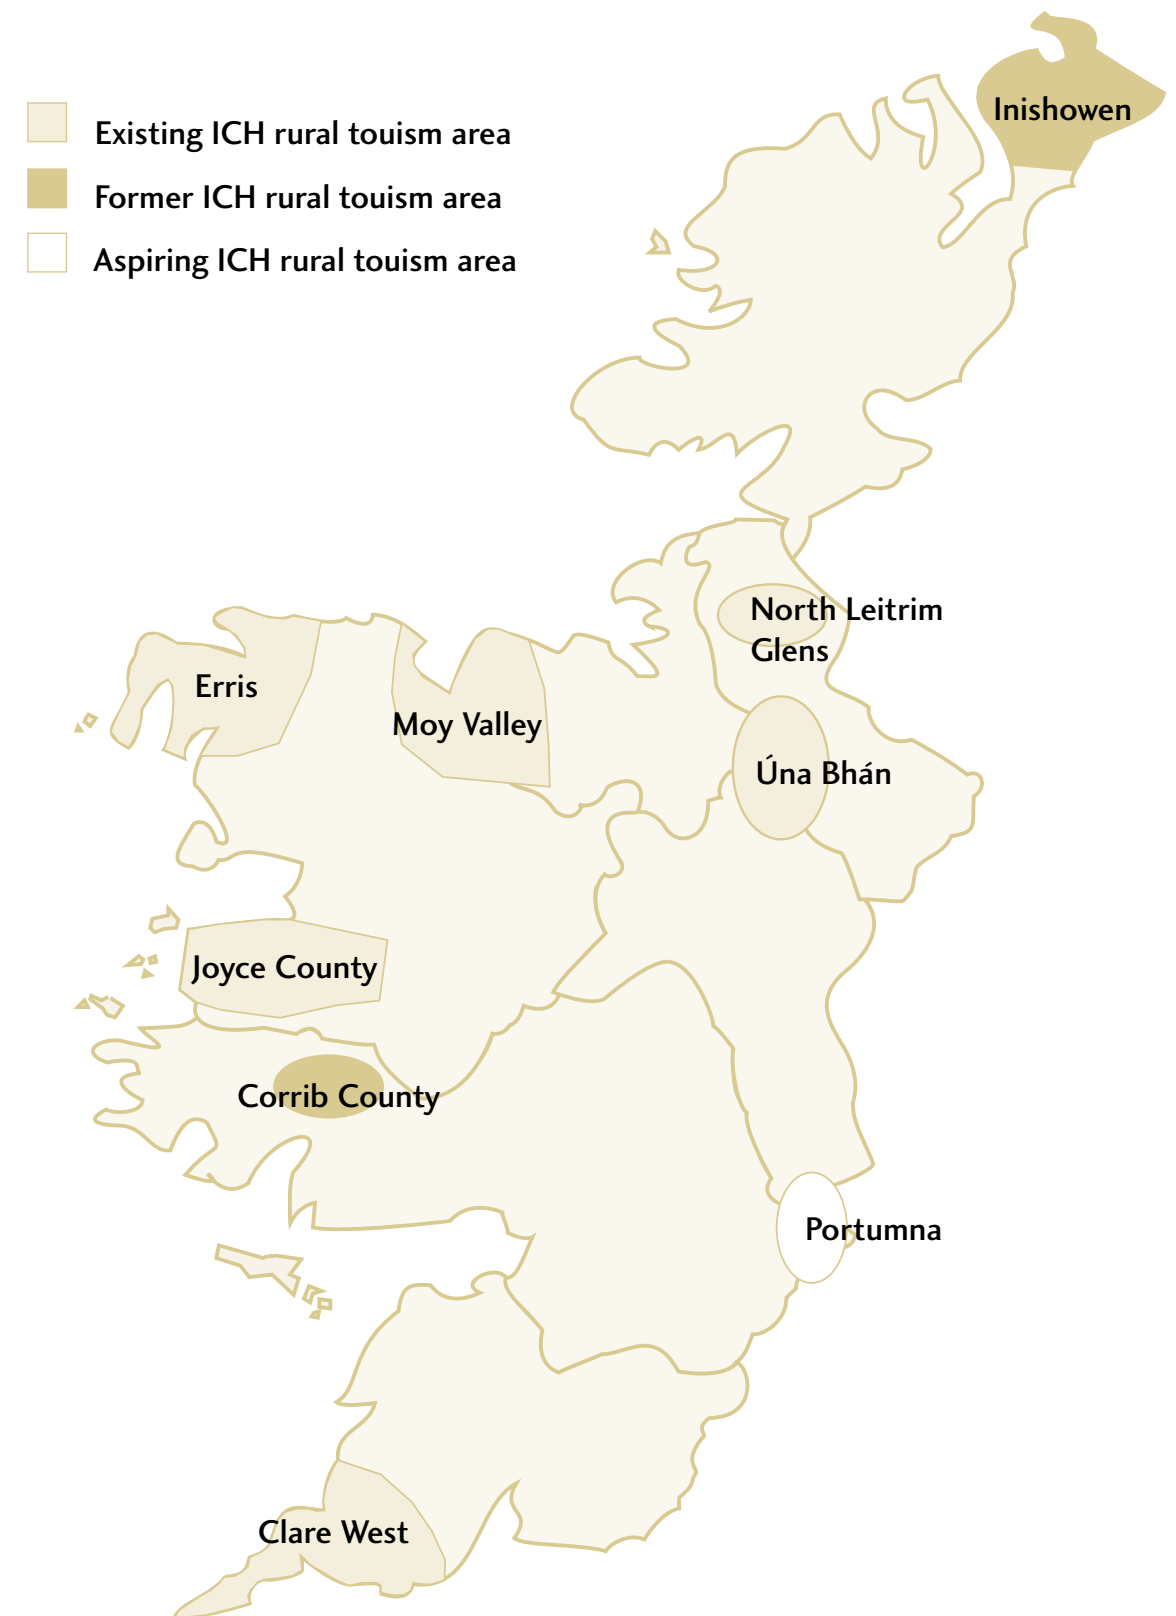 Existing ICH rural touism area
Former ICH rural touism area
Aspiring ICH rural touism area
Inishowen
North Leitrim
Glens
Erris
Moy Valley
Úna Bhán
Joyce County
Corrib County
Portumna
Clare West